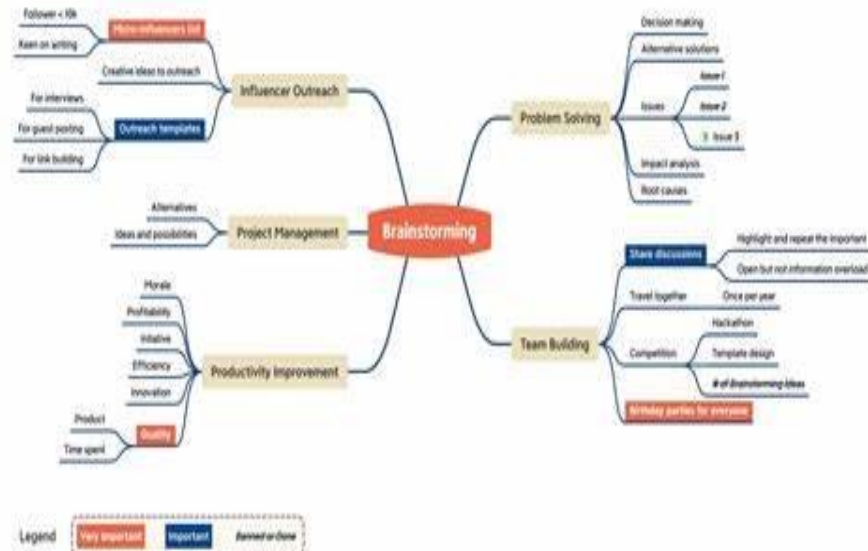 Follower < 10k
Micro-influencers list
Keen on writing
Creative ideas to outreach
Influencer Outreach
For interviews
For guest posting
Outreach templates
For link building
Alternatives
Ideas and possibilities
Project Management
Morale
Profitability
Initiative
Efficiency
Innovation
Productivity Improvement
Product
Time spent
Quality
Brainstorming
Problem Solving
Decision making
Alternative solutions
Issues
Issue 1
Issue 2
Issue 3
Impact analysis
Root causes
Team Building
Share discussions
Highlight and repeat the important
Open but not information overload
Travel together
Once per year
Competition
Hackathon
Template design
# of Brainstorming Ideas
Birthday parties for everyone
Legend
Very important
Important
Banned or Done